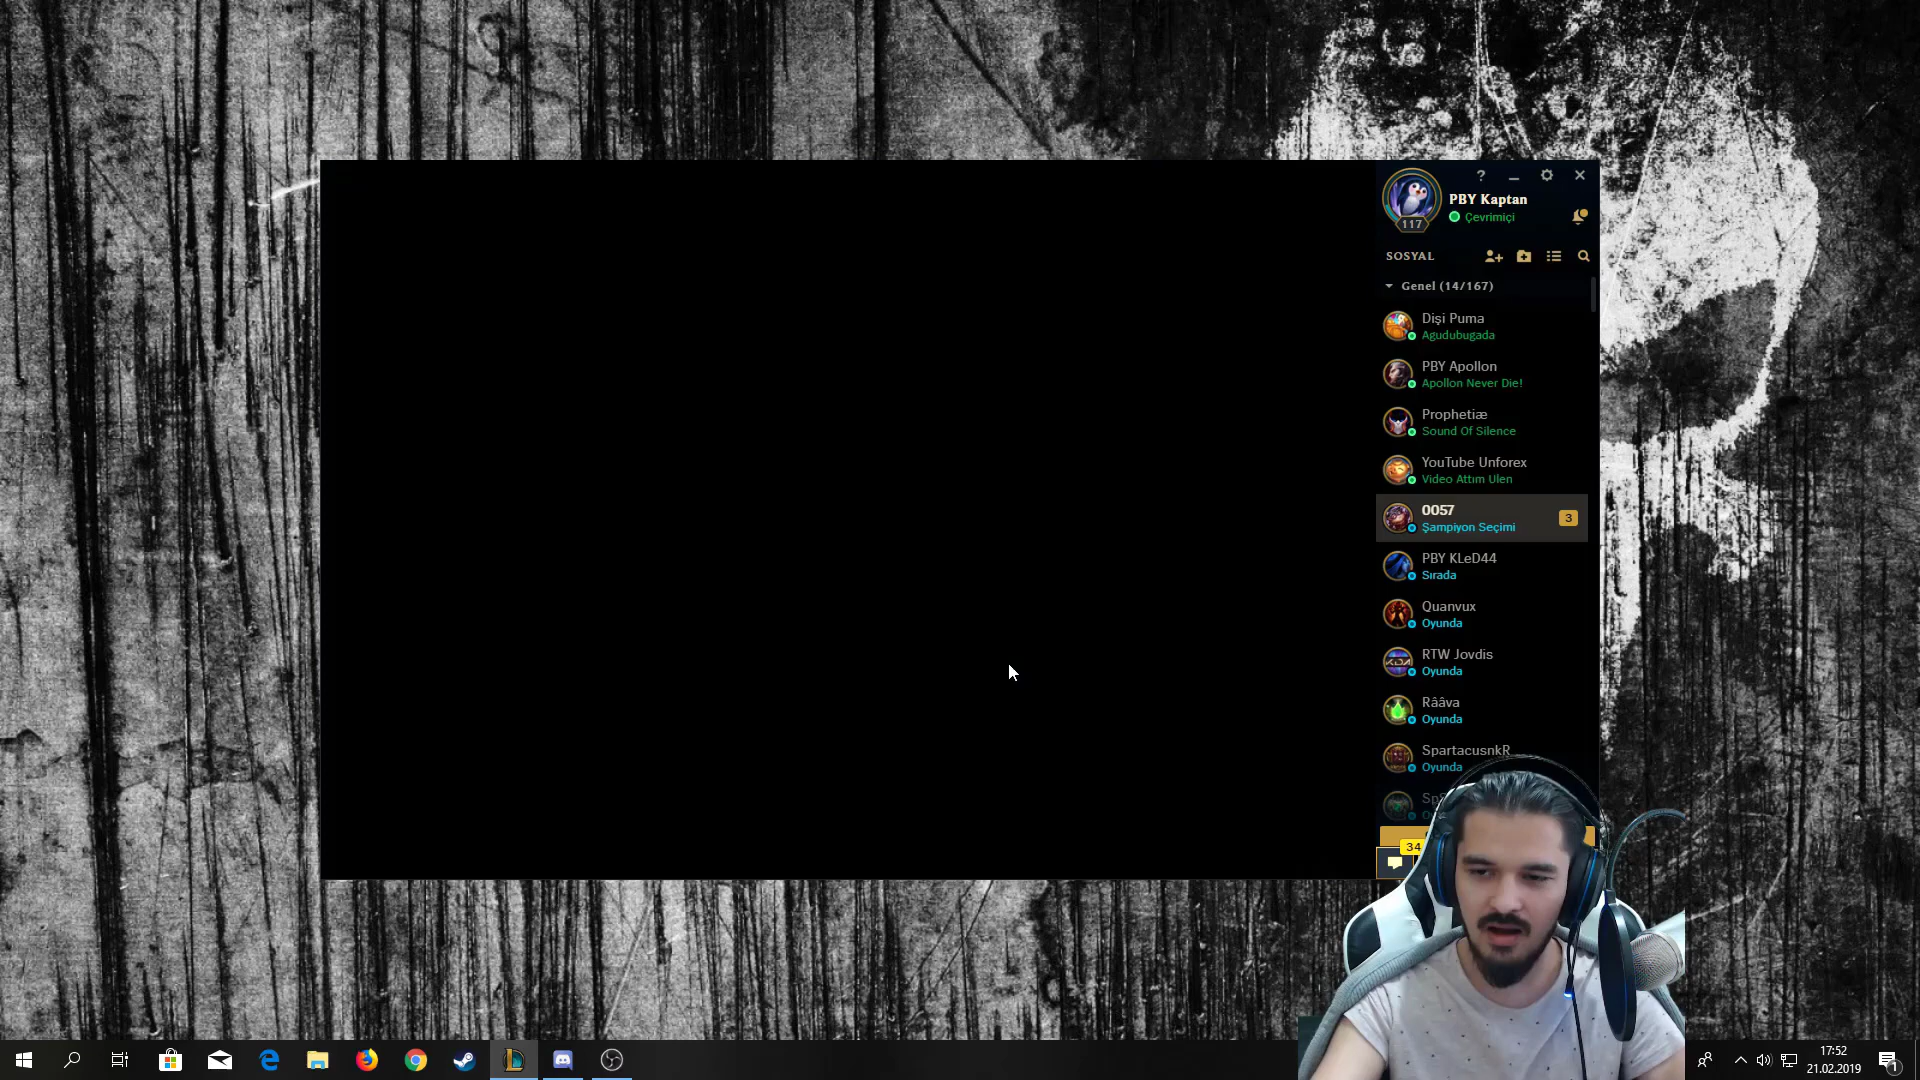 ?
PBY Kaptan
117
Çevrimiçi
SOSYAL
Genel (14/167)
Dişi Puma
Agudubugada
PBY Apollon
Apollon Never Die!
Prophetiæ
Sound Of Silence
YouTube Unforex
Video Attım Ulen
0057
Şampiyon Seçimi
3
PBY KLeD44
Sırada
Quanvux
Oyunda
RTW Jovdis
Oyunda
Rââva
Oyunda
SpartacusnkR
Oyunda
34
17:52
21.02.2019
1